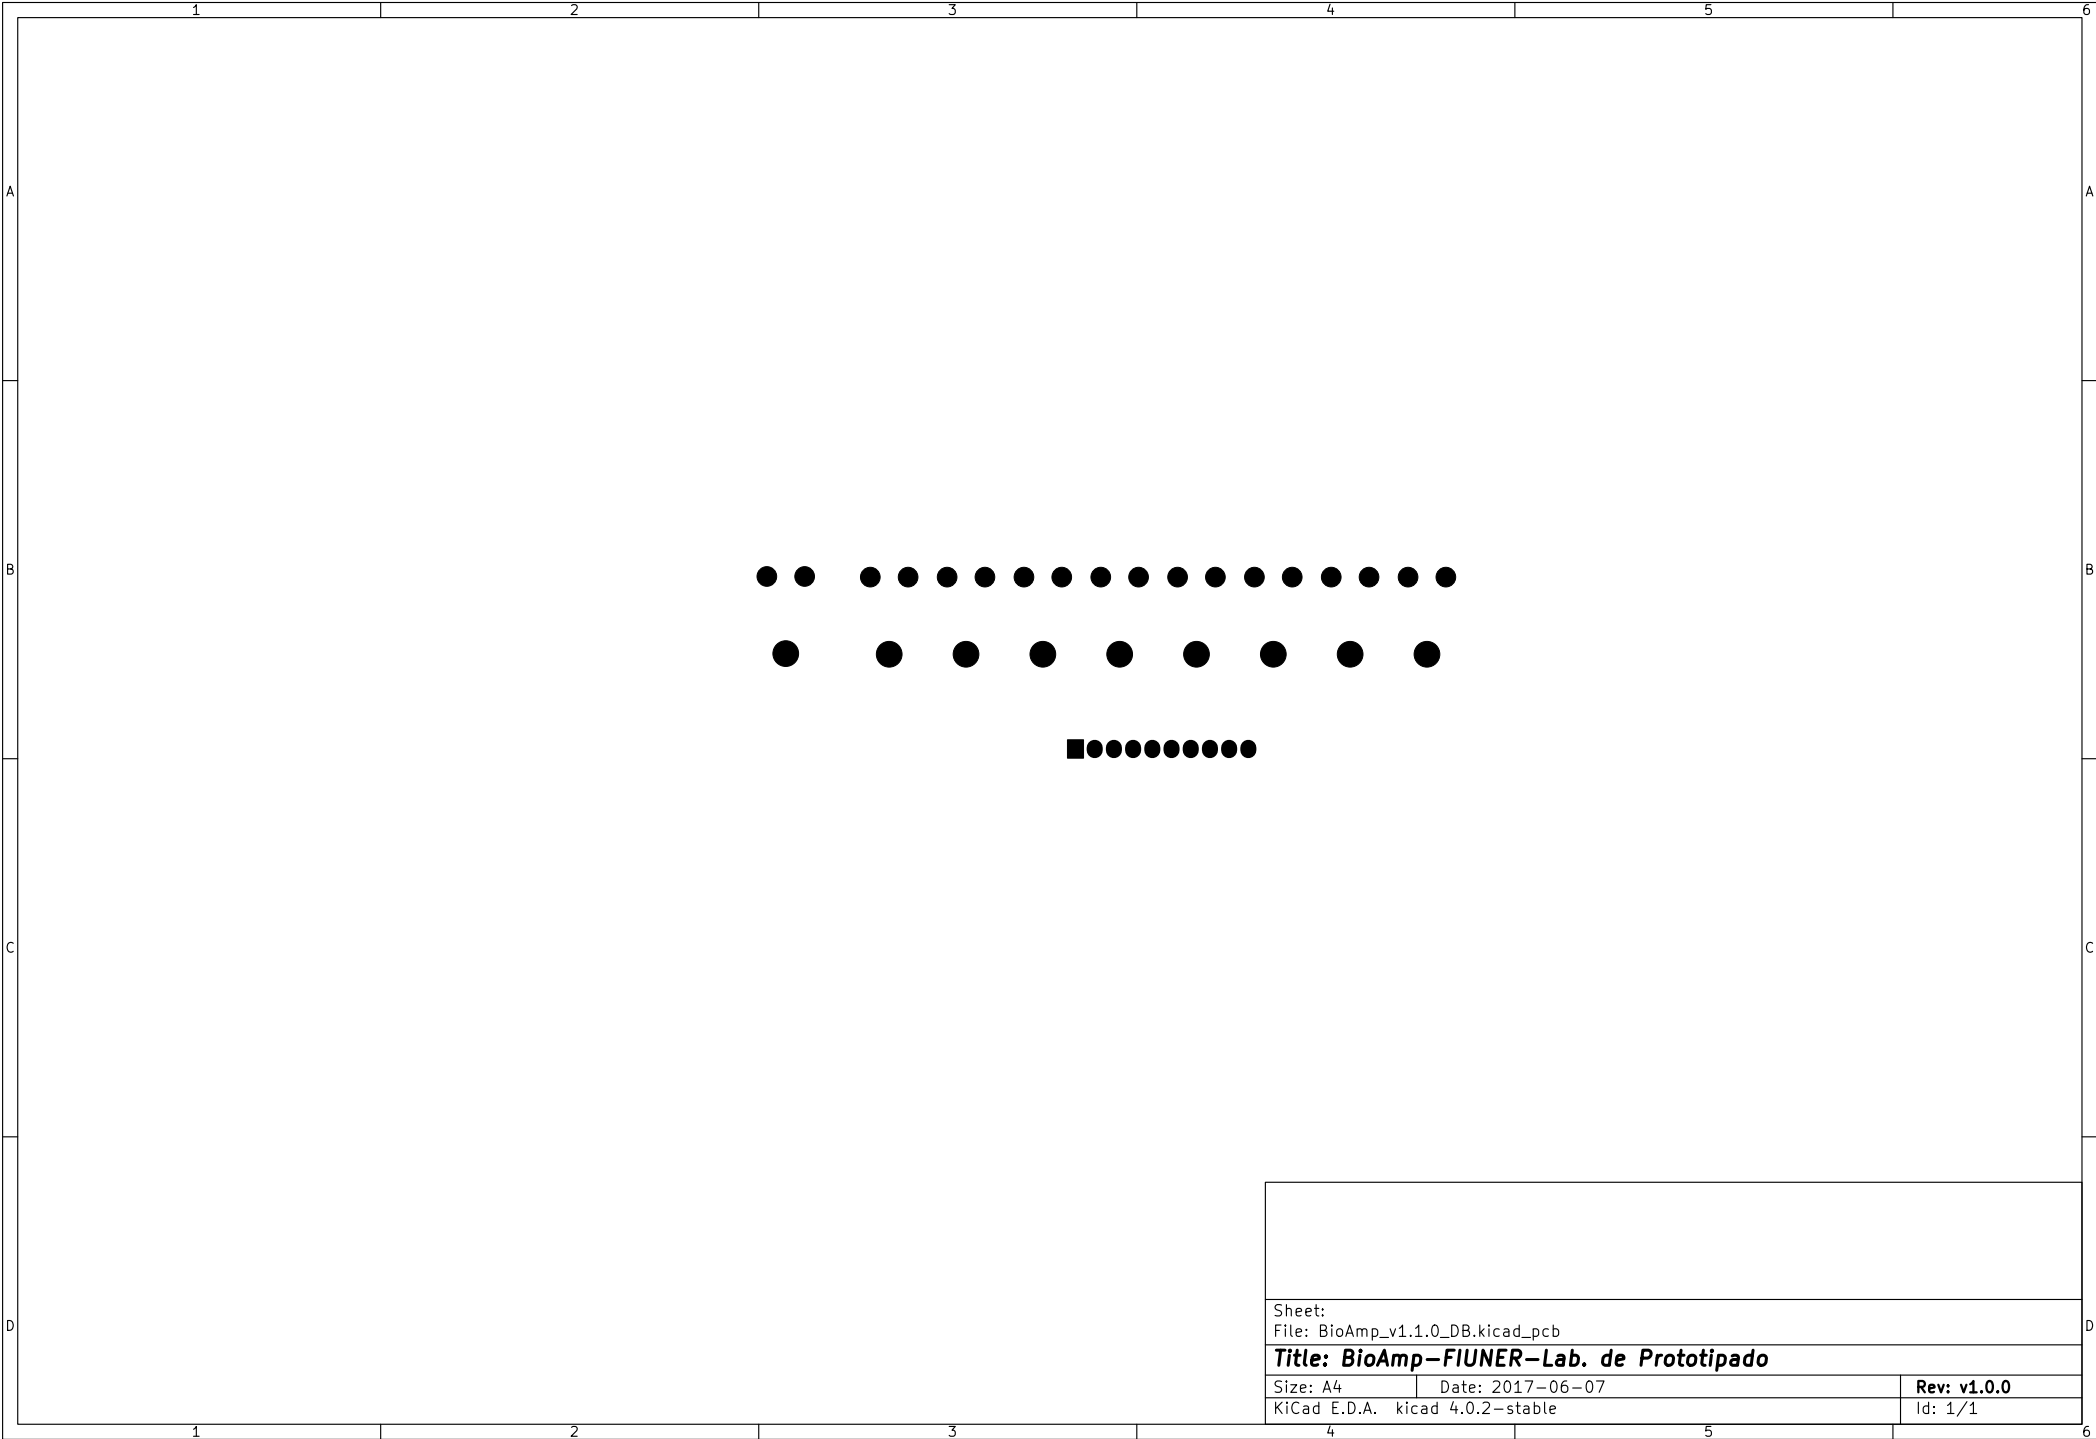 1 2 3 4 5 6
A A
B B
C C
D D
Sheet:
File: BioAmp_v1.1.0_DB.kicad_pcb
Title: BioAmp-FIUNER-Lab. de Prototipado
Size: A4 Date: 2017-06-07 Rev: v1.0.0
KiCad E.D.A. kicad 4.0.2-stable Id: 1/1
1 2 3 4 5 6